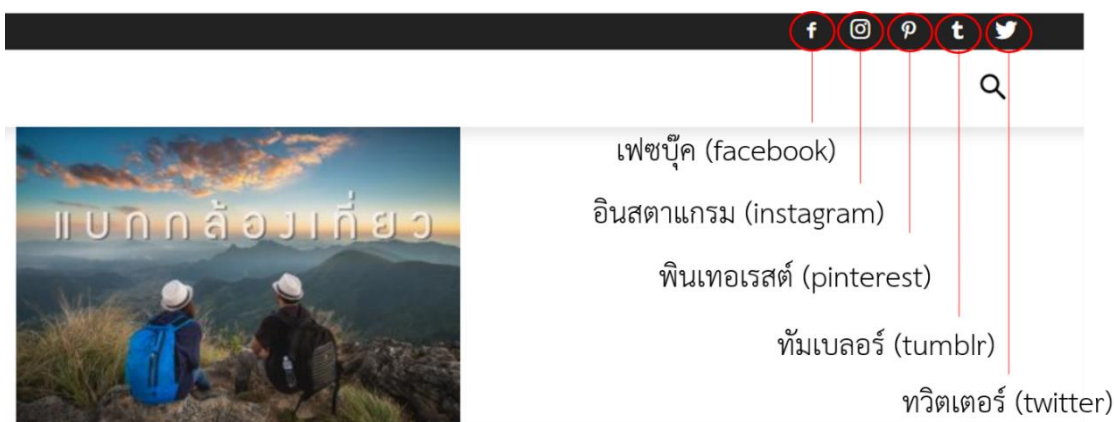 เฟซบุ๊ค (facebook)
แบกกล้องเที่ยว
อินสตาแกรม (instagram)
พินเทอเรสต์ (pinterest)
ทัมเบลอร์ (tumblr)
ทวิตเตอร์ (twitter)